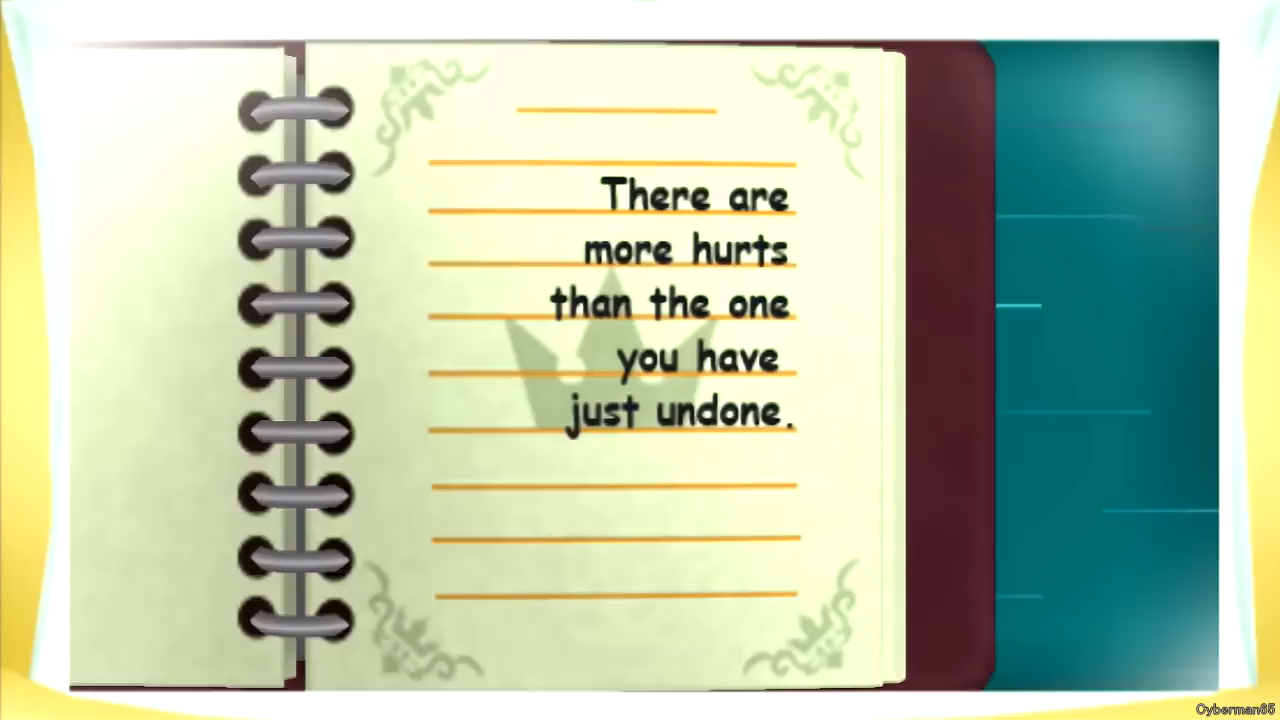 There are
more hurts
than the one
you have
just undone.
Cyberman65